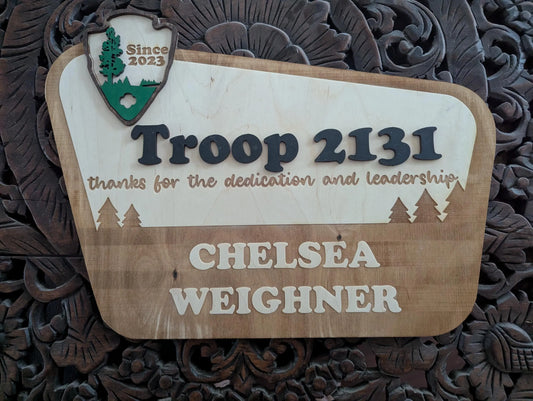 Since
2023
Troop 2131
thanks for the dedication and leadership
CHELSEA
WEIGHNER